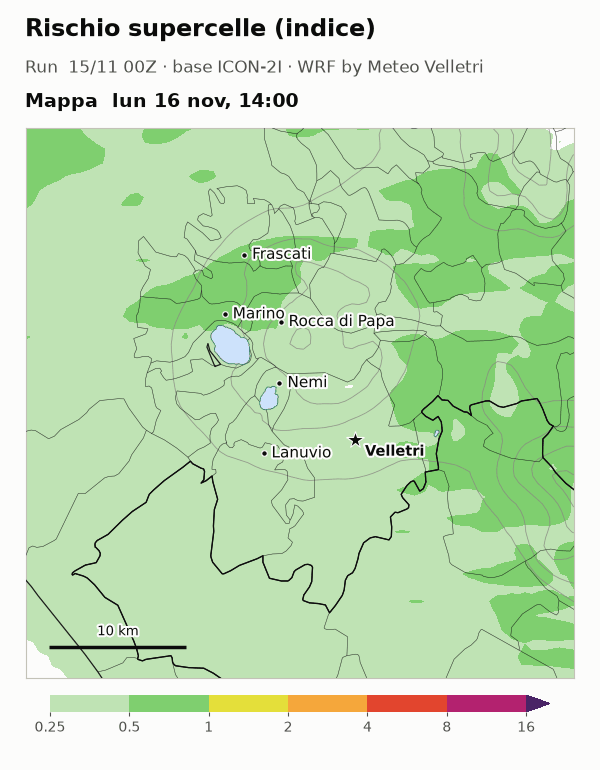 Rischio supercelle (indice)
Run 15/11 00Z · base ICON-2I · WRF by Meteo Velletri
Mappa lun 16 nov, 14:00
Frascati
Marino
Rocca di Papa
Nemi
Velletri
Lanuvio
10 km
0.25 0.5 1 2 4 8 16